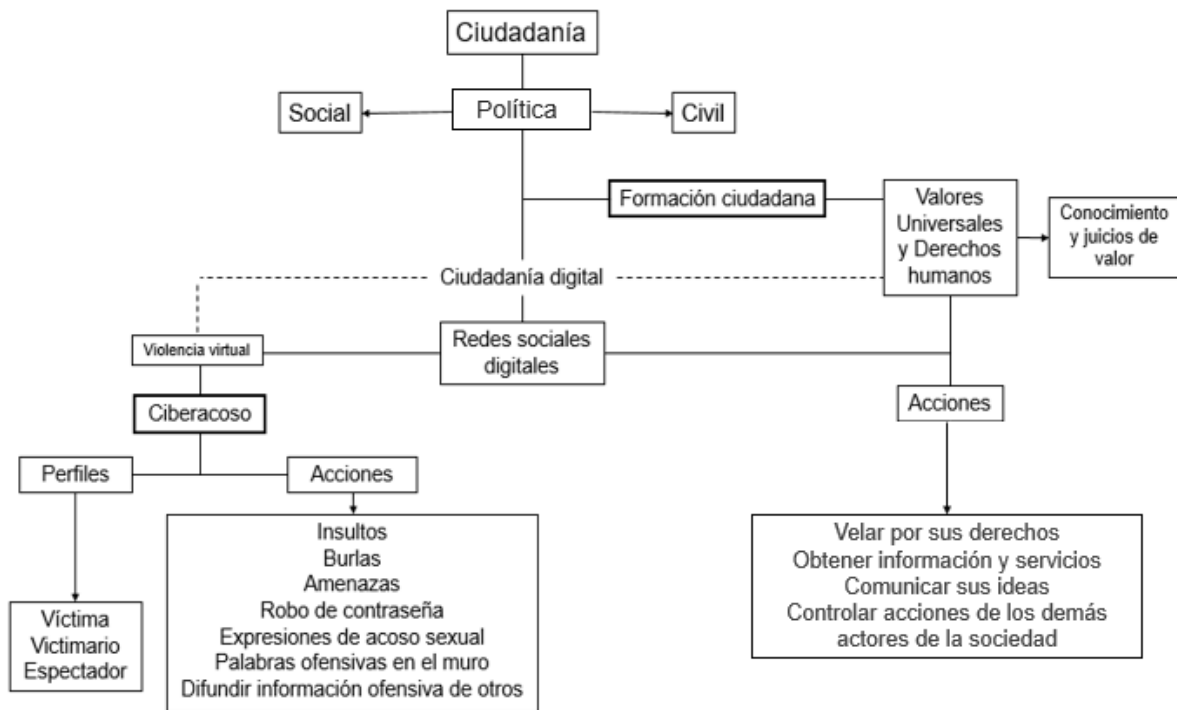 Ciudadanía
Social
Política
Civil
Formación ciudadana
Valores
Universales
y Derechos
humanos
Conocimiento
y juicios de
valor
Ciudadanía digital
Violencia virtual
Redes sociales
digitales
Ciberacoso
Acciones
Perfiles
Acciones
Víctima
Victimario
Espectador
Insultos
Burlas
Amenazas
Robo de contraseña
Expresiones de acoso sexual
Palabras ofensivas en el muro
Difundir información ofensiva de otros
Velar por sus derechos
Obtener información y servicios
Comunicar sus ideas
Controlar acciones de los demás
actores de la sociedad